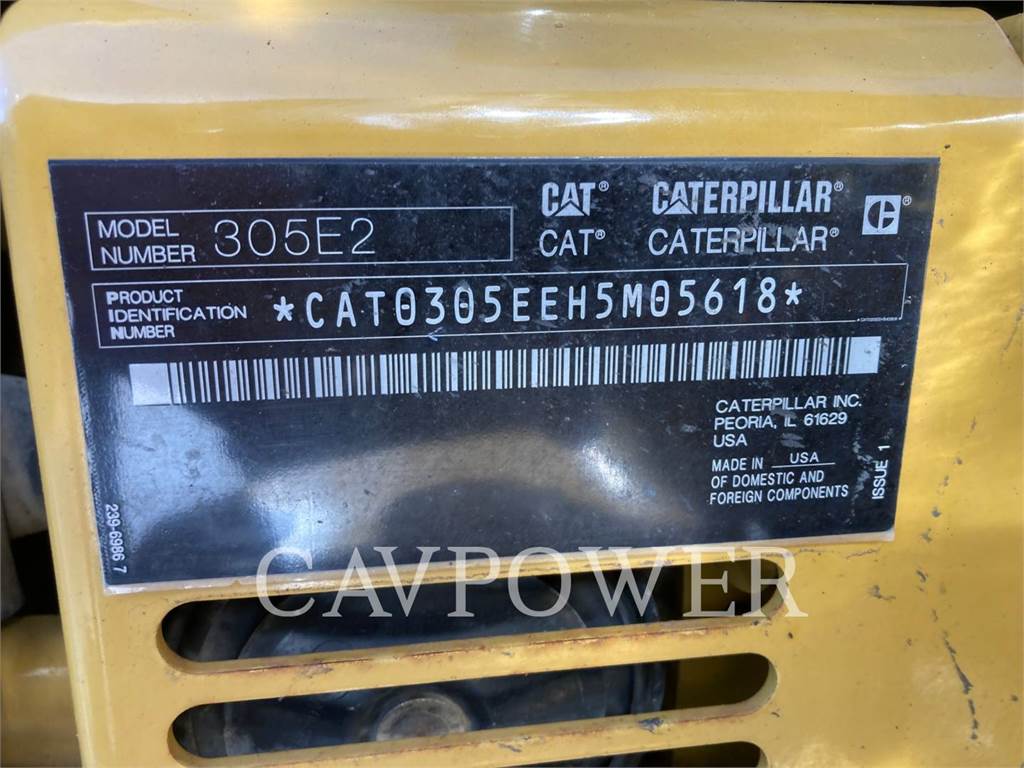 MODEL NUMBER 305E2
CAT® CATERPILLAR® C®
CAT® CATERPILLAR®
PRODUCT
IDENTIFICATION
NUMBER
*CAT0305EEH5M05618*
CATERPILLAR INC.
PEORIA, IL 61629
USA
MADE IN USA
OF DOMESTIC AND
FOREIGN COMPONENTS
ISSUE 1
239-6986 7
CAVPOWER